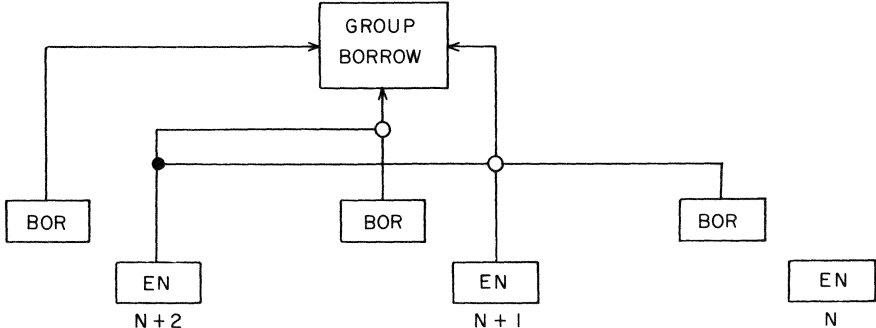 GROUP
BORROW
BOR
BOR
BOR
EN
EN
EN
N + 2
N + 1
N